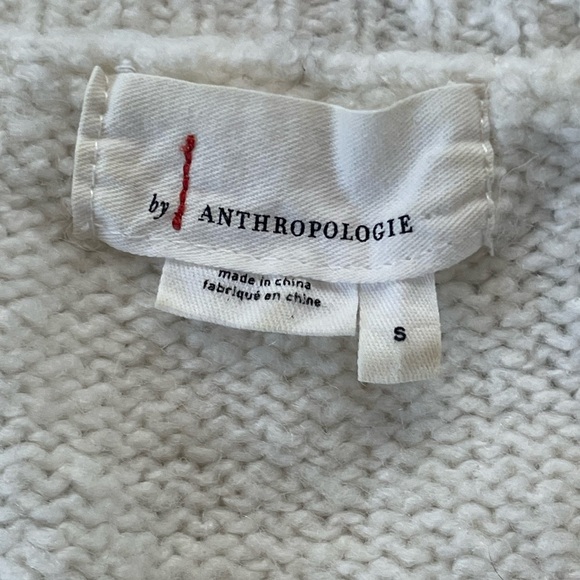 by ANTHROPOLOGIE
made in china
fabriqué en chine
S